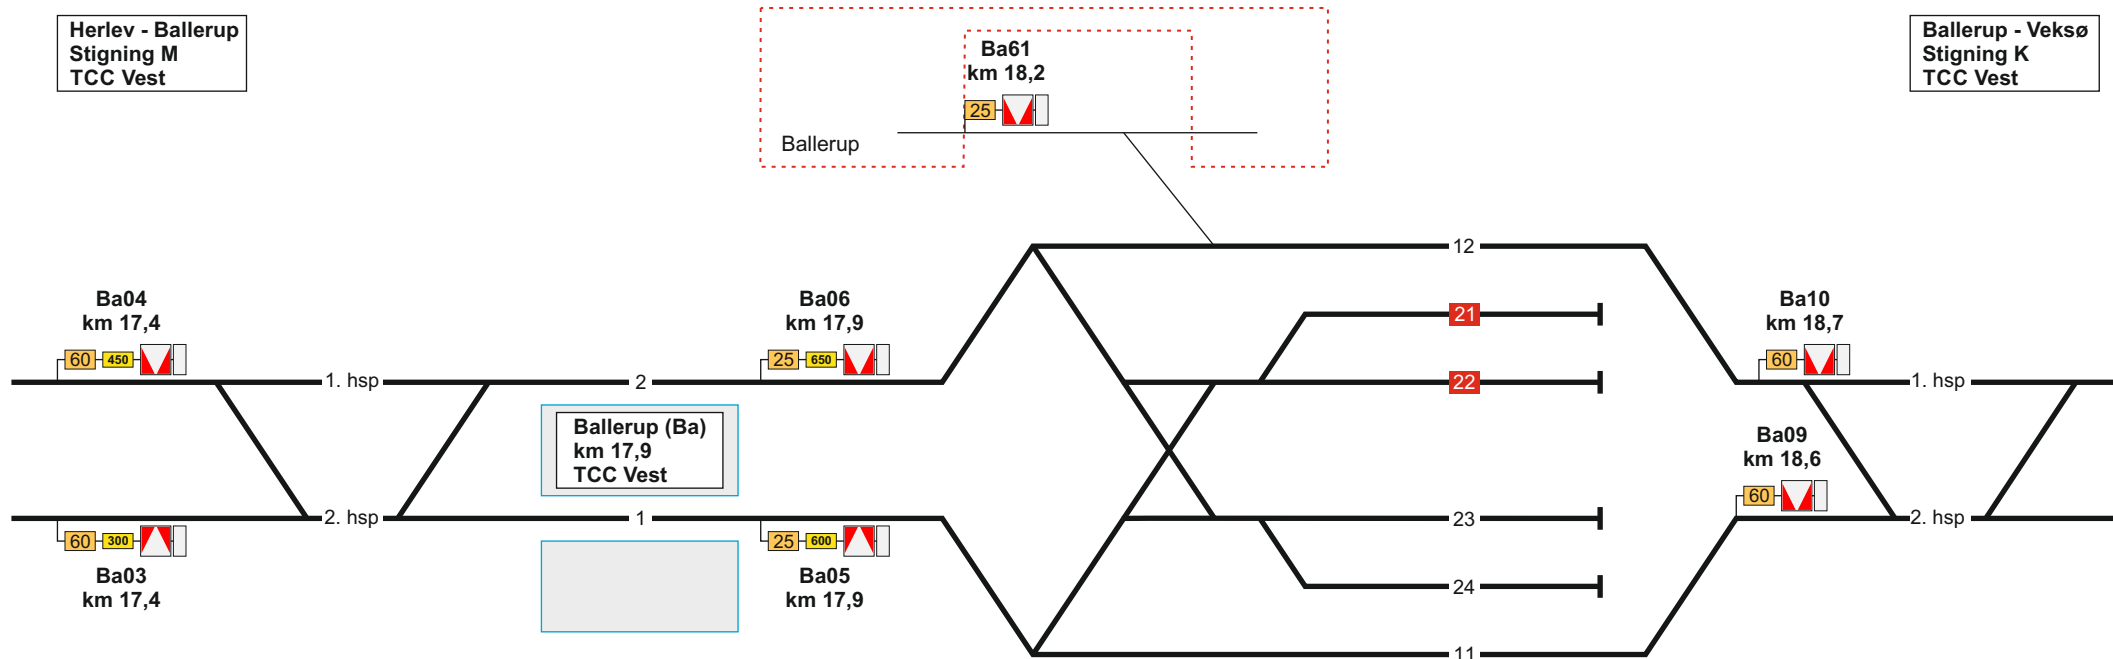 Herlev - Ballerup
Stigning M
TCC Vest
Ba61
km 18,2
25
Ballerup
Ballerup - Veksø
Stigning K
TCC Vest
12
Ba04
km 17,4
60 450
1. hsp
2
Ba06
km 17,9
25 650
21
22
Ba10
km 18,7
60
1. hsp
Ballerup (Ba)
km 17,9
TCC Vest
Ba09
km 18,6
60
2. hsp
1
23
2. hsp
60 300
Ba03
km 17,4
25 600
Ba05
km 17,9
24
11